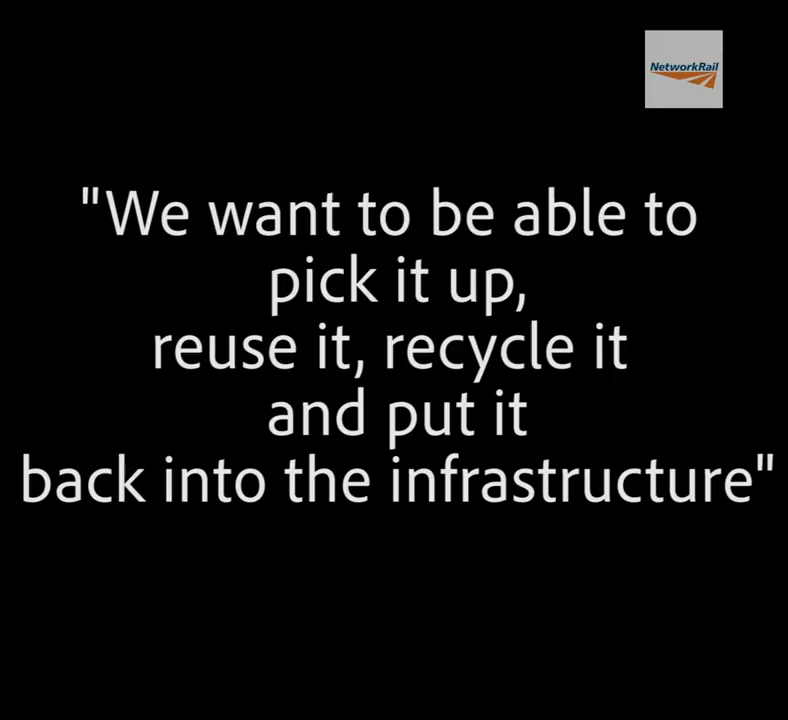 NetworkRail
"We want to be able to
pick it up,
reuse it, recycle it
and put it
back into the infrastructure"